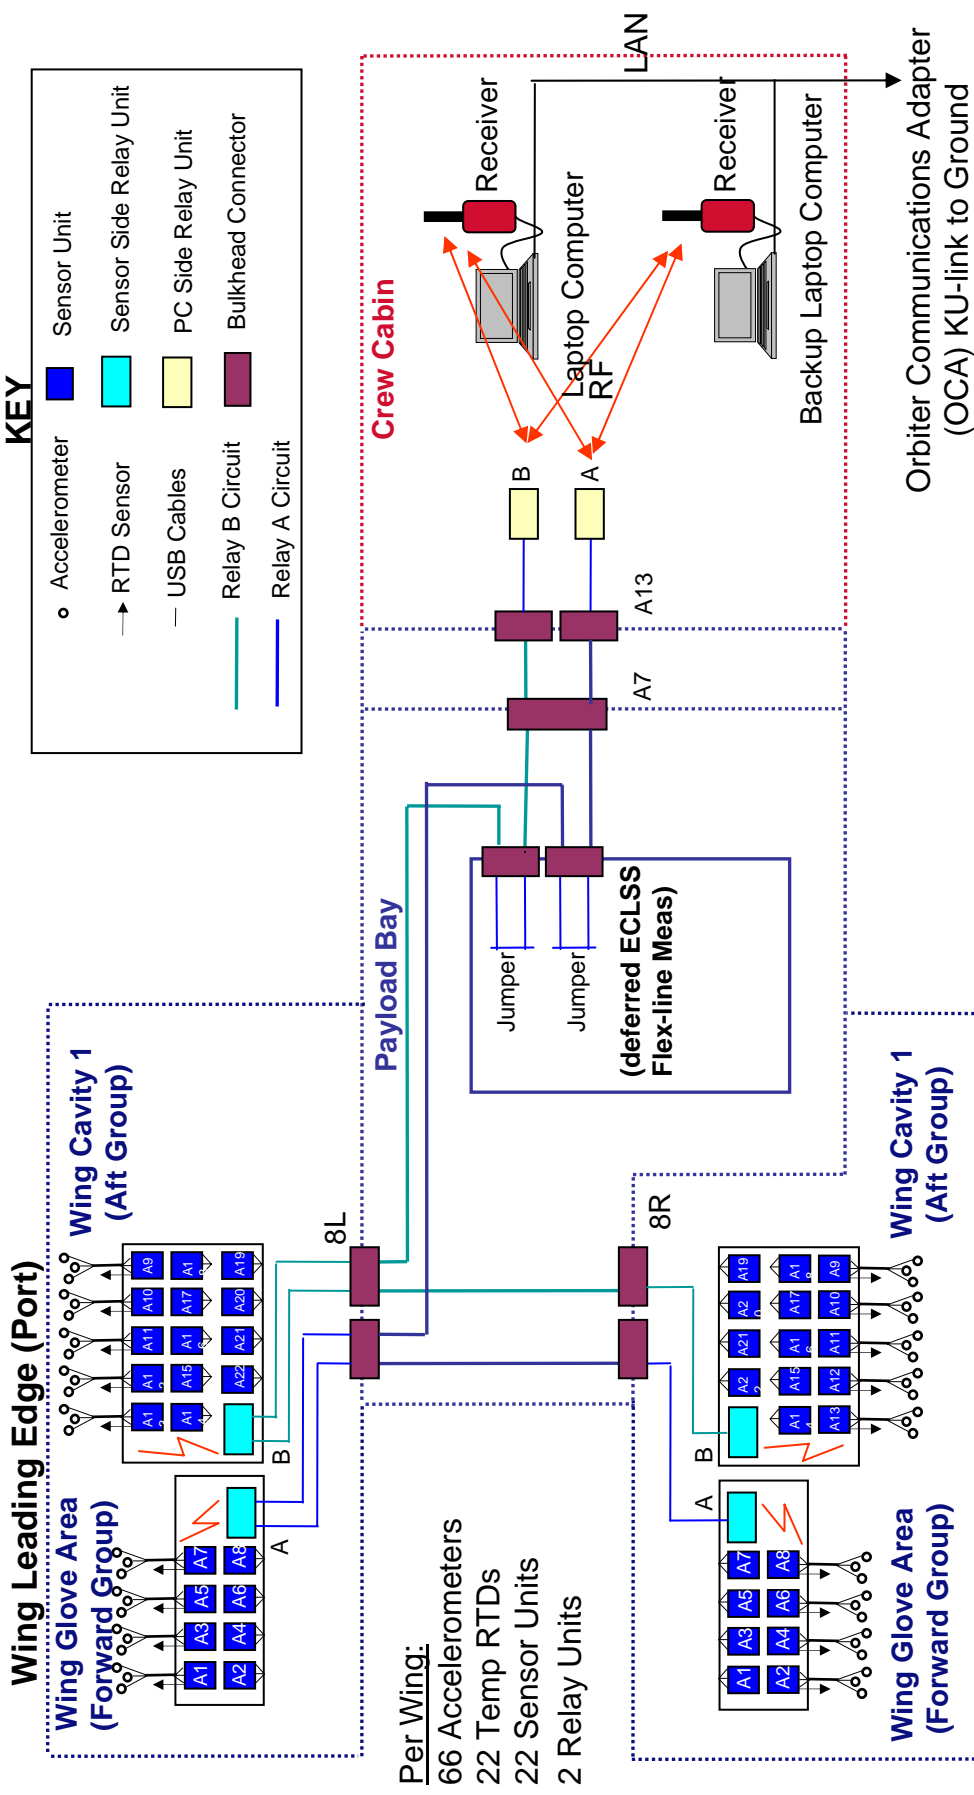 Wing Leading Edge (Port)
Wing Glove Area
(Forward Group)
Wing Cavity 1
(Aft Group)
A1
A3
A5
A7
A2
A4
A6
A8
A
A11
A10
A9
A15
A17
A22
A21
A20
A19
B
8L
KEY
Accelerometer
Sensor Unit
RTD Sensor
Sensor Side Relay Unit
USB Cables
PC Side Relay Unit
Relay B Circuit
Bulkhead Connector
Relay A Circuit
Payload Bay
Crew Cabin
Jumper
Jumper
(deferred ECLSS
Flex-line Meas)
A7
A13
B
A
RF
Receiver
Laptop Computer
LAN
Receiver
Backup Laptop Computer
Orbiter Communications Adapter
(OCA) KU-link to Ground
Per Wing:
66 Accelerometers
22 Temp RTDs
22 Sensor Units
2 Relay Units
8R
A
B
A1
A3
A5
A7
A2
A4
A6
A8
A21
A19
A15
A17
A13
A12
A11
A10
A9
Wing Glove Area
(Forward Group)
Wing Cavity 1
(Aft Group)